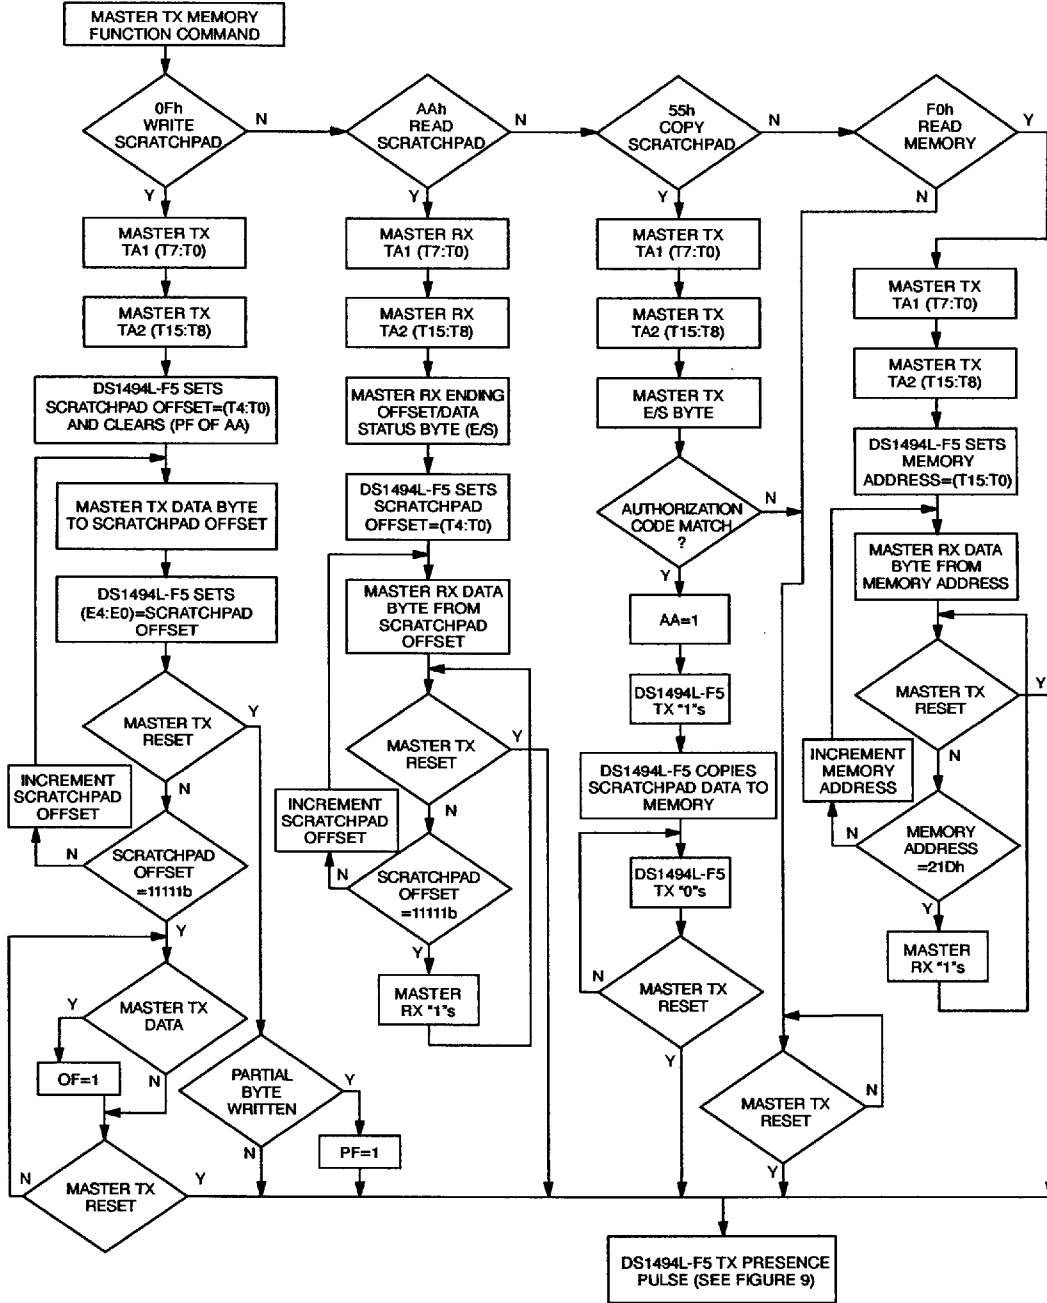 MASTER TX MEMORY
FUNCTION COMMAND
0Fh
WRITE
SCRATCHPAD
Y
N
MASTER TX
TA1 (T7:T0)
MASTER TX
TA2 (T15:T8)
DS1494L-F5 SETS
SCRATCHPAD OFFSET=(T4:T0)
AND CLEARS (PF OF AA)
MASTER TX DATA BYTE
TO SCRATCHPAD OFFSET
DS1494L-F5 SETS
(E4:E0)=SCRATCHPAD
OFFSET
MASTER TX
RESET
Y
N
INCREMENT
SCRATCHPAD
OFFSET
SCRATCHPAD
OFFSET
=11111b
N
Y
MASTER TX
DATA
Y
N
OF=1
MASTER TX
RESET
N
Y
PARTIAL
BYTE
WRITTEN
Y
N
PF=1
AAh
READ
SCRATCHPAD
N
Y
MASTER RX
TA1 (T7:T0)
MASTER RX
TA2 (T15:T8)
MASTER RX ENDING
OFFSET/DATA
STATUS BYTE (E/S)
DS1494L-F5 SETS
SCRATCHPAD
OFFSET=(T4:T0)
MASTER RX DATA
BYTE FROM
SCRATCHPAD
OFFSET
MASTER TX
RESET
Y
N
INCREMENT
SCRATCHPAD
OFFSET
SCRATCHPAD
OFFSET
=11111b
N
Y
MASTER
RX "1"s
55h
COPY
SCRATCHPAD
N
Y
MASTER TX
TA1 (T7:T0)
MASTER TX
TA2 (T15:T8)
MASTER TX
E/S BYTE
AUTHORIZATION
CODE MATCH
?
N
Y
AA=1
DS1494L-F5
TX "1"s
DS1494L-F5 COPIES
SCRATCHPAD DATA TO
MEMORY
DS1494L-F5
TX "0"s
MASTER TX
RESET
N
Y
F0h
READ
MEMORY
Y
N
MASTER TX
TA1 (T7:T0)
MASTER TX
TA2 (T15:T8)
DS1494L-F5 SETS
MEMORY
ADDRESS=(T15:T0)
MASTER RX DATA
BYTE FROM
MEMORY ADDRESS
MASTER TX
RESET
Y
N
INCREMENT
MEMORY
ADDRESS
MEMORY
ADDRESS
=21Dh
N
Y
MASTER
RX "1"s
MASTER TX
RESET
N
Y
DS1494L-F5 TX PRESENCE
PULSE (SEE FIGURE 9)